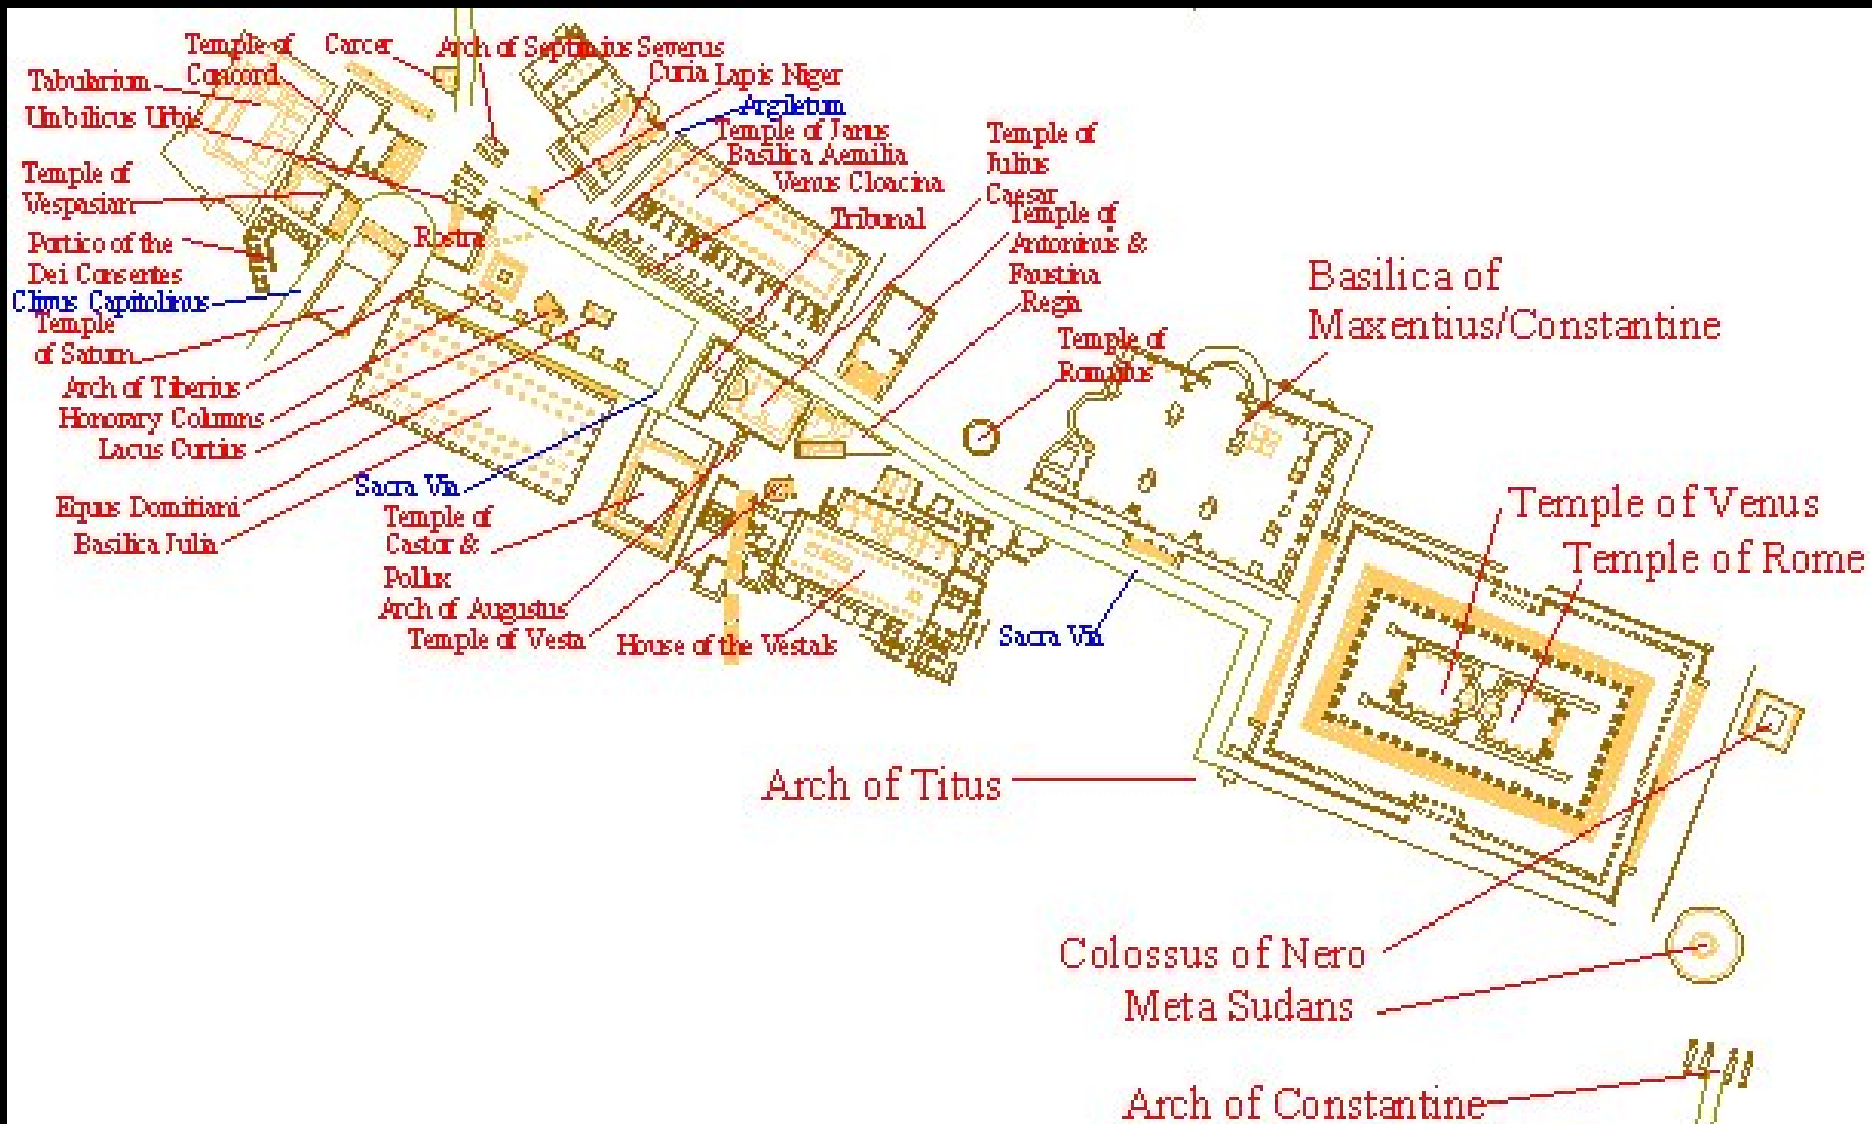 Temple of
Concord
Carcer
Arch of Septimius Severus
Tabularium
Curia
Lapis Niger
Umbilicus Urbis
Argiletum
Temple of Janus
Basilica Aemilia
Venus Cloacina
Tribunal
Temple of
Julius
Caesar
Temple of
Vespasian
Temple of
Antoninus &
Faustina
Regia
Portico of the
Dei Consentes
Rostra
Clivus Capitolinus
Temple
of Saturn
Temple of
Romulus
Basilica of
Maxentius/Constantine
Arch of Tiberius
Honorary Columns
Lacus Curtius
Equus Domitiani
Basilica Julia
Sacra Via
Temple of
Castor &
Pollux
Arch of Augustus
Temple of Vesta
House of the Vestals
Sacra Via
Temple of Venus
Temple of Rome
Arch of Titus
Colossus of Nero
Meta Sudans
Arch of Constantine